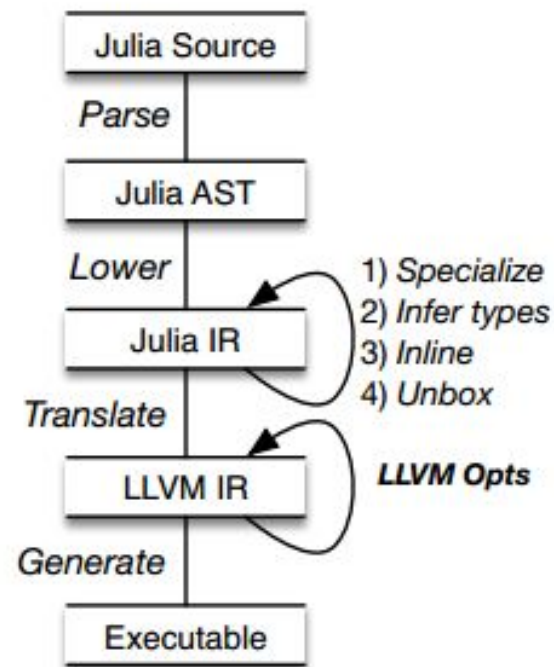 Julia Source
Parse
Julia AST
Lower
1) Specialize
2) Infer types
Julia IR
3) Inline
4) Unbox
Translate
LLVM IR
LLVM Opts
Generate
Executable